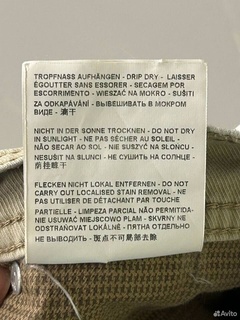 TROPFNASS AUFHÄNGEN - DRIP DRY - LAISSER
ÉGOUTTER SANS ESSORER - SECAGEM POR
ESCORRIMENTO - WIESZAĆ NA MOKRO - SUŠITI
ZA ODKAPÁVÁNÍ - ВЫВЕШИВАТЬ В МОКРОМ
ВИДЕ - 滴干
NICHT IN DER SONNE TROCKNEN - DO NOT DRY
IN SUNLIGHT - NE PAS SÉCHER AU SOLEIL -
NÃO SECAR AO SOL - NIE SUSZYĆ NA SŁOŃCU -
NESUŠIT NA SLUNCI - НЕ СУШИТЬ НА СОЛНЦЕ -
FLECKEN NICHT LOKAL ENTFERNEN - DO NOT
CARRY OUT LOCALISED STAIN REMOVAL - NE
PAS UTILISER DE DÉTACHANT PAR TOUCHE
PARTIELLE - LIMPEZA PARCIAL NÃO PERMITIDA-
NIE USUWAĆ MIEJSCOWO PLAM - SKVRNY NE
ODSTRAŇOVAT LOKÁLNĚ - ПЯТНА ОТДЕЛЬНО
НЕ ВЫВОДИТЬ - 斑点不可局部去除
Avito